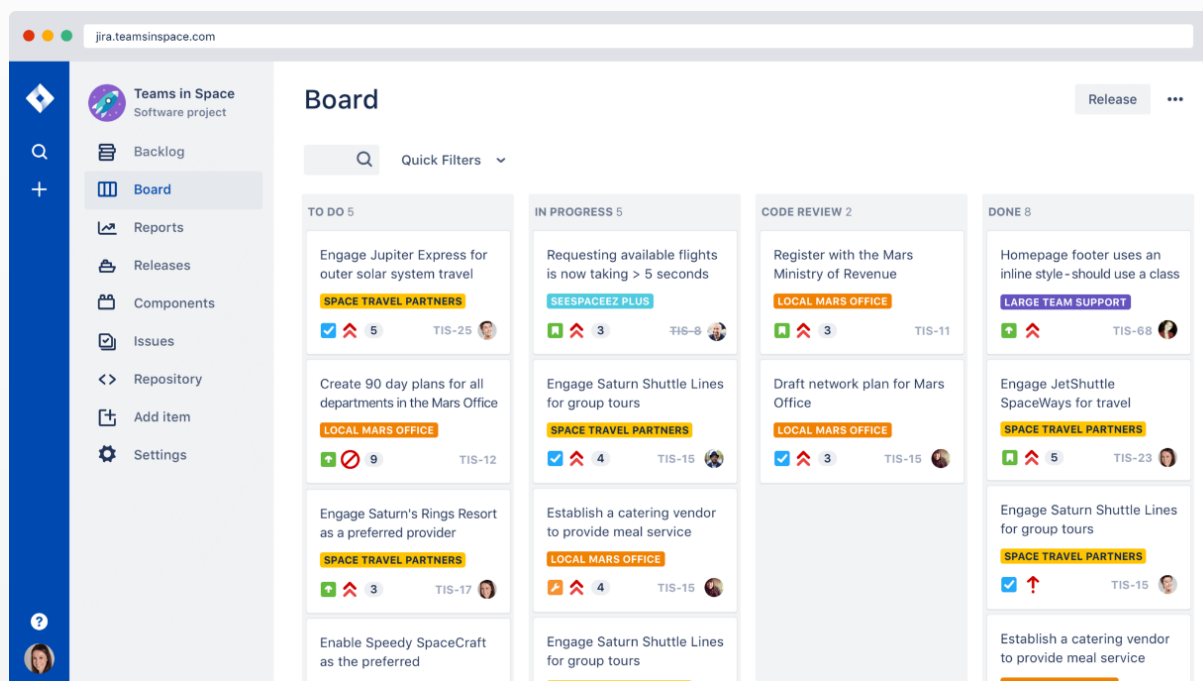 jira.teamsinspace.com
Teams in Space
Software project
Backlog
Board
Reports
Releases
Components
Issues
Repository
Add item
Settings
?
Board
Release
Quick Filters
TO DO 5
Engage Jupiter Express for
outer solar system travel
SPACE TRAVEL PARTNERS
5 TIS-25
Create 90 day plans for all
departments in the Mars Office
LOCAL MARS OFFICE
9 TIS-12
Engage Saturn's Rings Resort
as a preferred provider
SPACE TRAVEL PARTNERS
3 TIS-17
Enable Speedy SpaceCraft
as the preferred
IN PROGRESS 5
Requesting available flights
is now taking > 5 seconds
SEESPACEEZ PLUS
3 TIS-8
Engage Saturn Shuttle Lines
for group tours
SPACE TRAVEL PARTNERS
4 TIS-15
Establish a catering vendor
to provide meal service
LOCAL MARS OFFICE
4 TIS-15
Engage Saturn Shuttle Lines
for group tours
CODE REVIEW 2
Register with the Mars
Ministry of Revenue
LOCAL MARS OFFICE
3 TIS-11
Draft network plan for Mars
Office
LOCAL MARS OFFICE
3 TIS-15
DONE 8
Homepage footer uses an
inline style-should use a class
LARGE TEAM SUPPORT
TIS-68
Engage JetShuttle
SpaceWays for travel
SPACE TRAVEL PARTNERS
5 TIS-23
Engage Saturn Shuttle Lines
for group tours
SPACE TRAVEL PARTNERS
TIS-15
Establish a catering vendor
to provide meal service